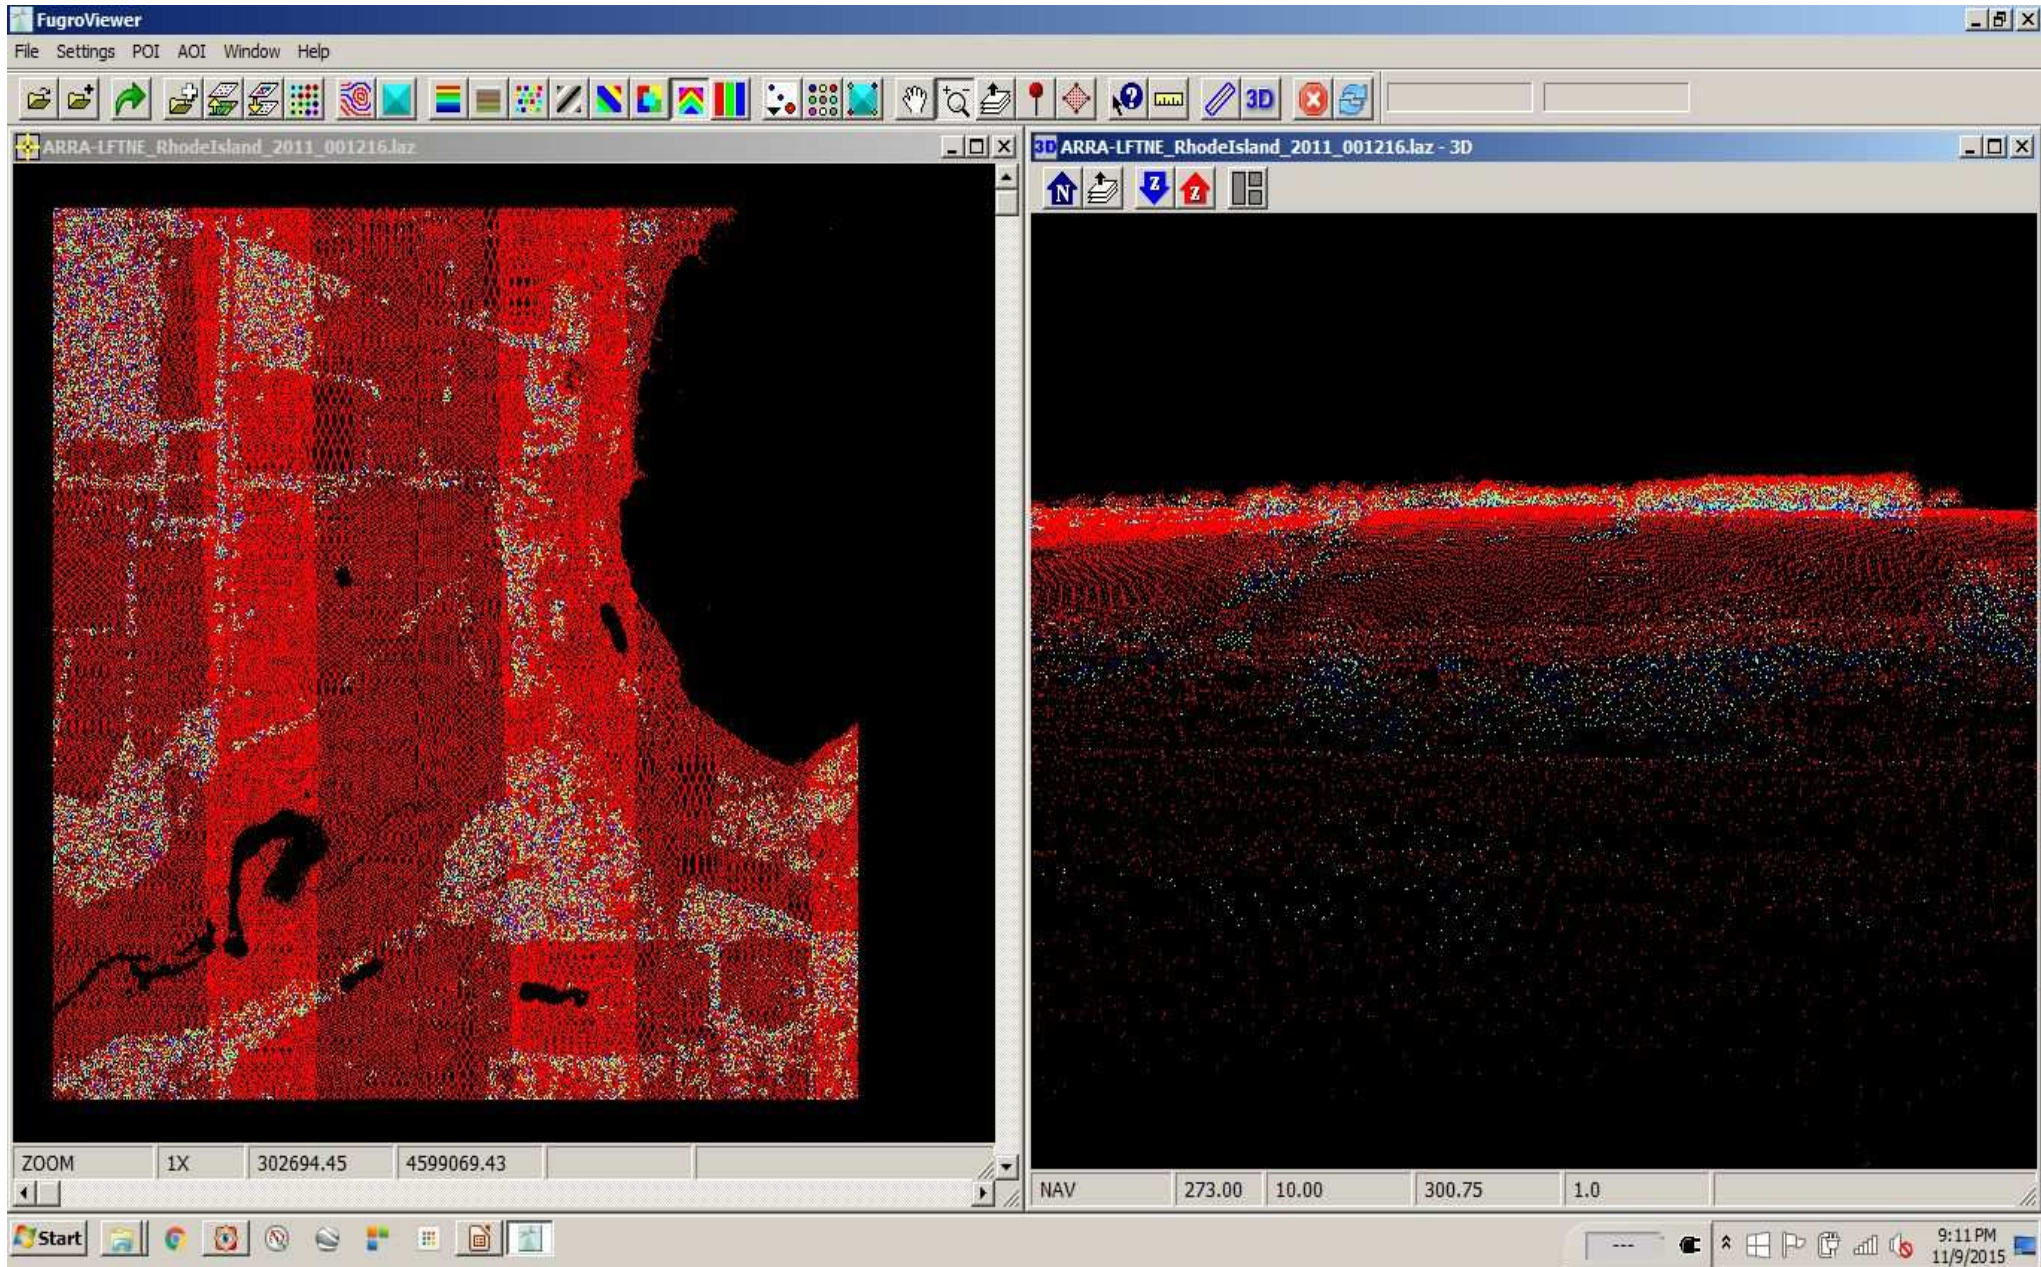 FugroViewer
File Settings POI AOI Window Help
3D
ARRA-LFTNE_RhodeIsland_2011_001216.laz
3D ARRA-LFTNE_RhodeIsland_2011_001216.laz - 3D
N Z Z
ZOOM 1X 302694.45 4599069.43
NAV 273.00 10.00 300.75 1.0
Start
--- 9:11 PM
11/9/2015